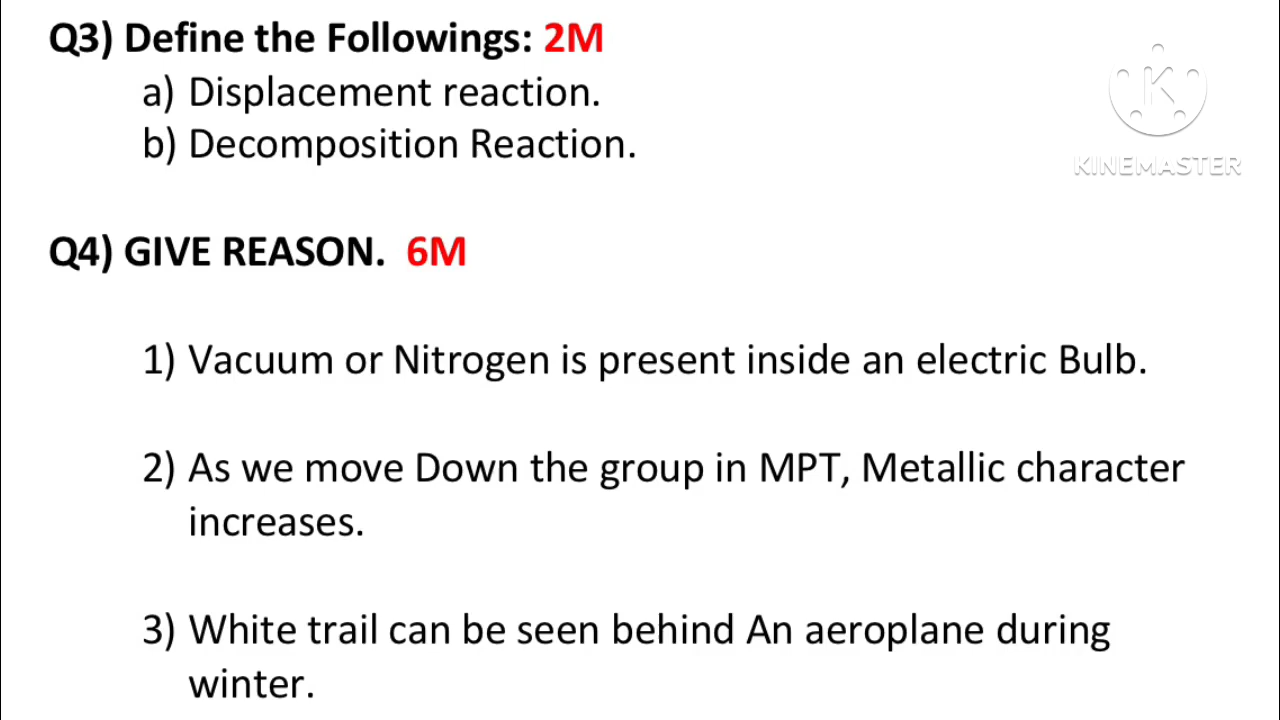 Q3) Define the Followings: 2M
a) Displacement reaction.
b) Decomposition Reaction.
K
KINEMASTER
Q4) GIVE REASON. 6M
1) Vacuum or Nitrogen is present inside an electric Bulb.
2) As we move Down the group in MPT, Metallic character
increases.
3) White trail can be seen behind An aeroplane during
winter.